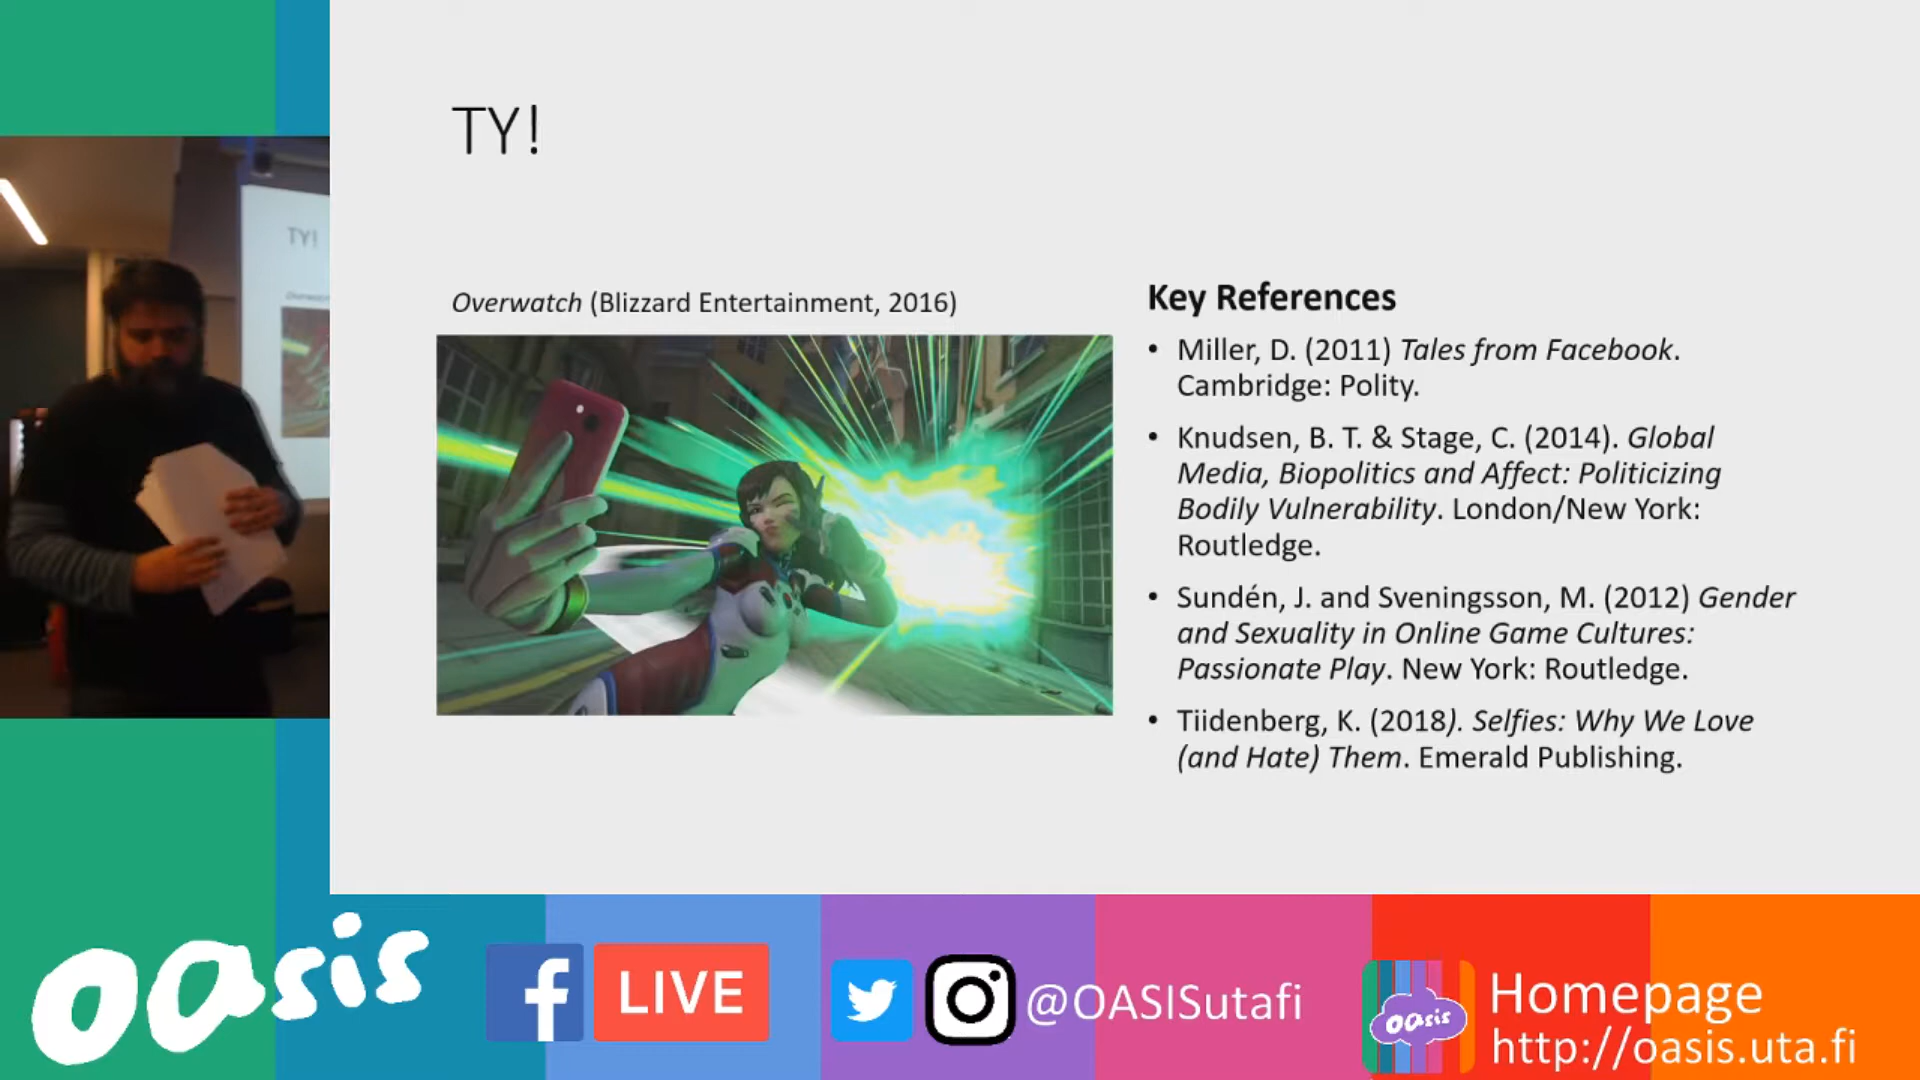 TY!
TY!
Overwatch (Blizzard Entertainment, 2016)
Key References
• Miller, D. (2011) Tales from Facebook.
Cambridge: Polity.
• Knudsen, B. T. & Stage, C. (2014). Global
Media, Biopolitics and Affect: Politicizing
Bodily Vulnerability. London/New York:
Routledge.
• Sundén, J. and Sveningsson, M. (2012) Gender
and Sexuality in Online Game Cultures:
Passionate Play. New York: Routledge.
• Tiidenberg, K. (2018). Selfies: Why We Love
(and Hate) Them. Emerald Publishing.
oasis
f LIVE
@OASISutafi
oasis
Homepage
http://oasis.uta.fi